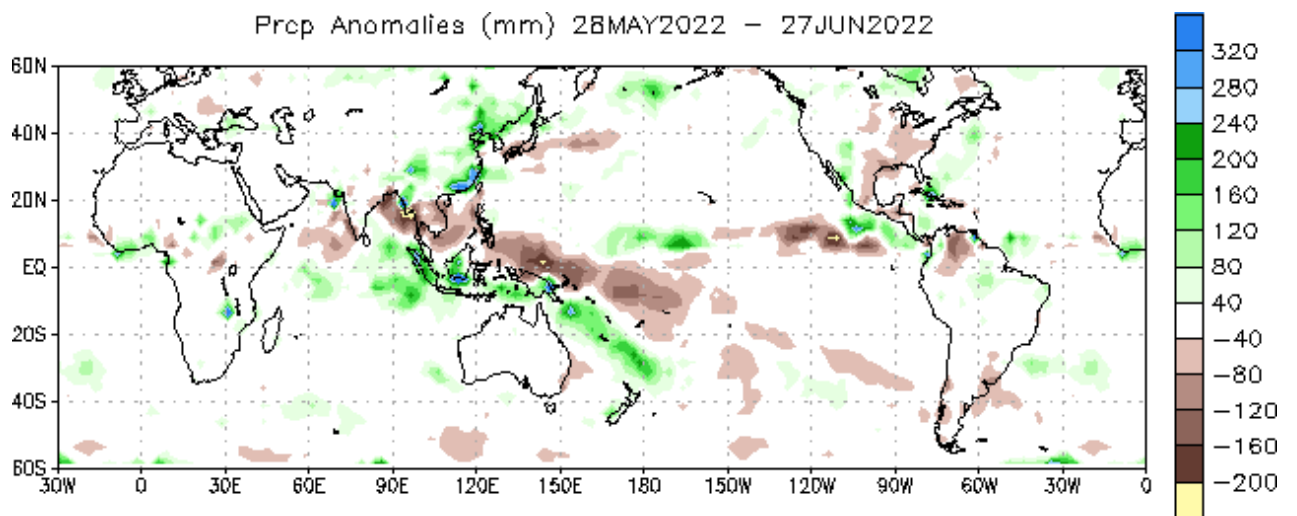 Prcp Anomalies (mm) 28MAY2022 – 27JUN2022
60N
40N
20N
EQ
20S
40S
60S
30W 0 30E 60E 90E 120E 150E 180 150W 120W 90W 60W 30W 0
320
280
240
200
160
120
80
40
-40
-80
-120
-160
-200